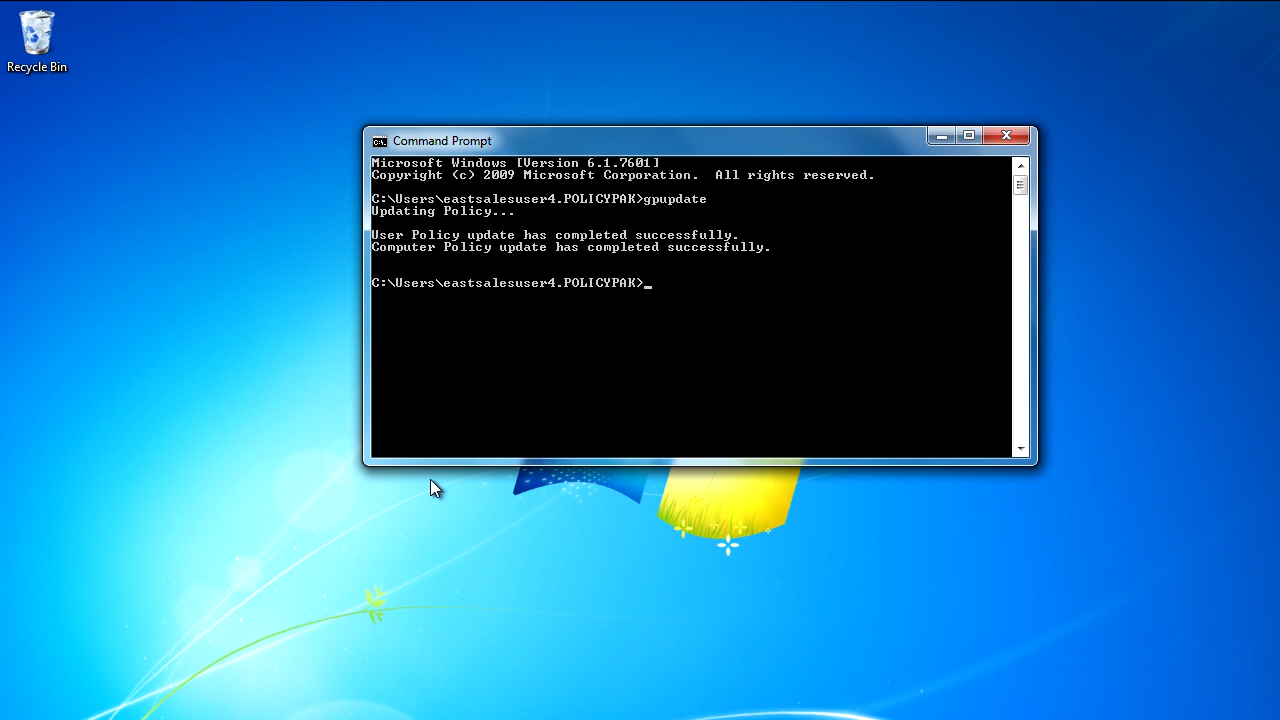 Recycle Bin
Command Prompt
Microsoft Windows [Version 6.1.7601]
Copyright (c) 2009 Microsoft Corporation.  All rights reserved.
C:\Users\eastsalesuser4.POLICYPAK>gpupdate
Updating Policy...
User Policy update has completed successfully.
Computer Policy update has completed successfully.
C:\Users\eastsalesuser4.POLICYPAK>_